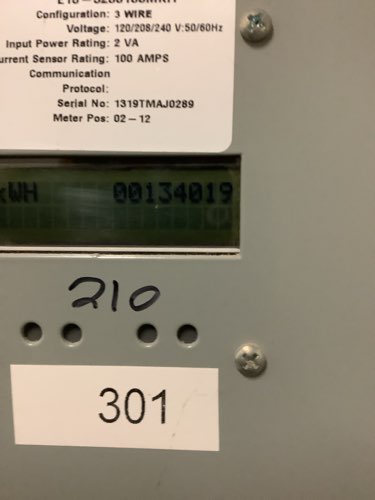 Configuration: 3 WIRE
Voltage: 120/208/240 V:50/60Hz
Input Power Rating: 2 VA
urrent Sensor Rating: 100 AMPS
Communication
Protocol:
Serial No: 1319TMAJ0289
Meter Pos: 02-12
KWH 00134019
210
301